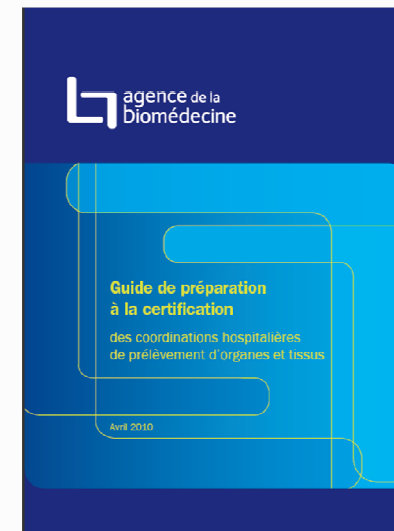 agence de la
biomédecine
Guide de préparation
à la certification
des coordinations hospitalières
de prélèvement d'organes et tissus
Avril 2010